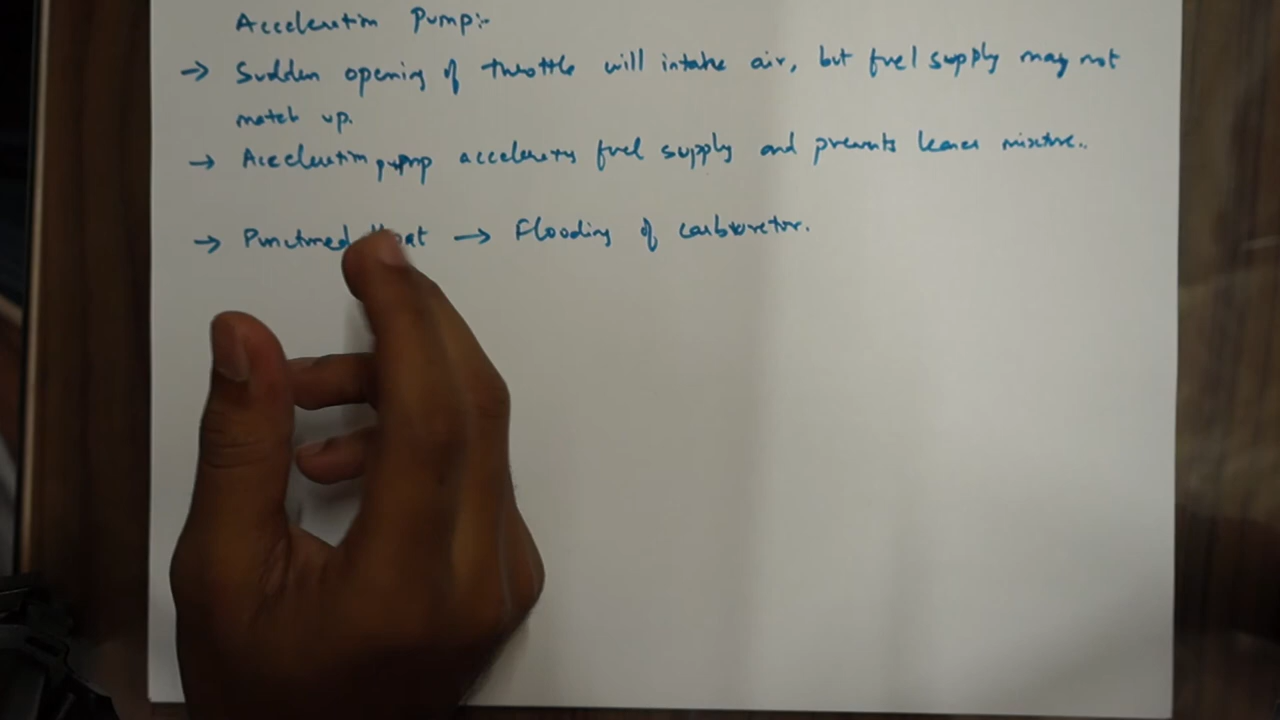 Acceleration Pump:-
→ Sudden opening of throttle will intake air, but fuel supply may not
match up.
→ Acceleration pump accelerates fuel supply and prevents leaner mixture..
→ Punctured float → Flooding of carburetor.